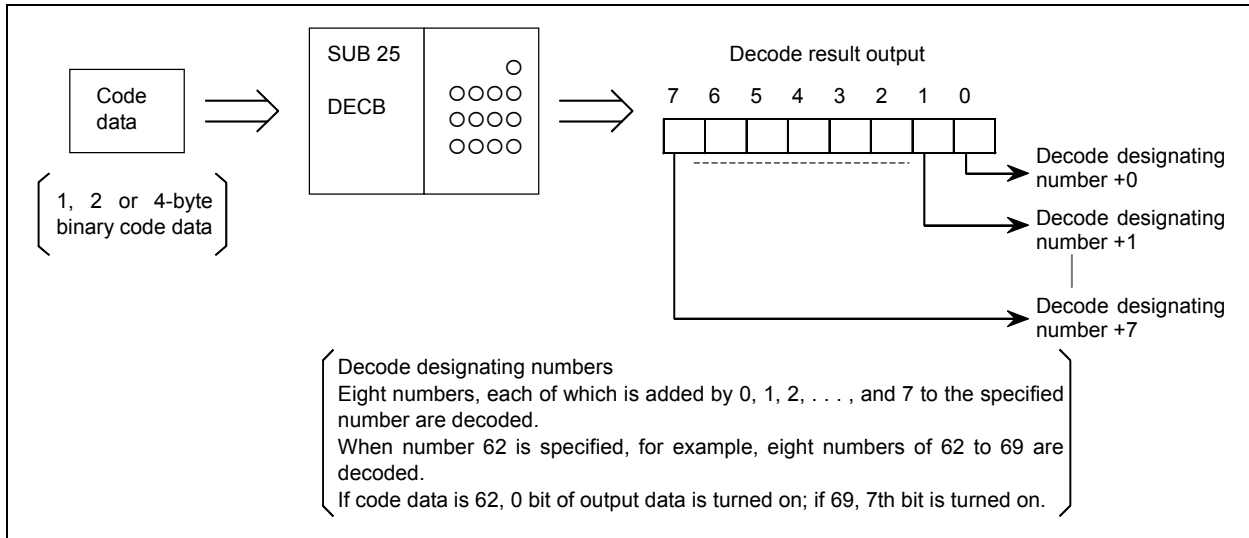 SUB 25
DECB
Code
data
1, 2 or 4-byte
binary code data
Decode result output
7 6 5 4 3 2 1 0
Decode designating
number +0
Decode designating
number +1
Decode designating
number +7
Decode designating numbers
Eight numbers, each of which is added by 0, 1, 2, . . . , and 7 to the specified
number are decoded.
When number 62 is specified, for example, eight numbers of 62 to 69 are
decoded.
If code data is 62, 0 bit of output data is turned on; if 69, 7th bit is turned on.